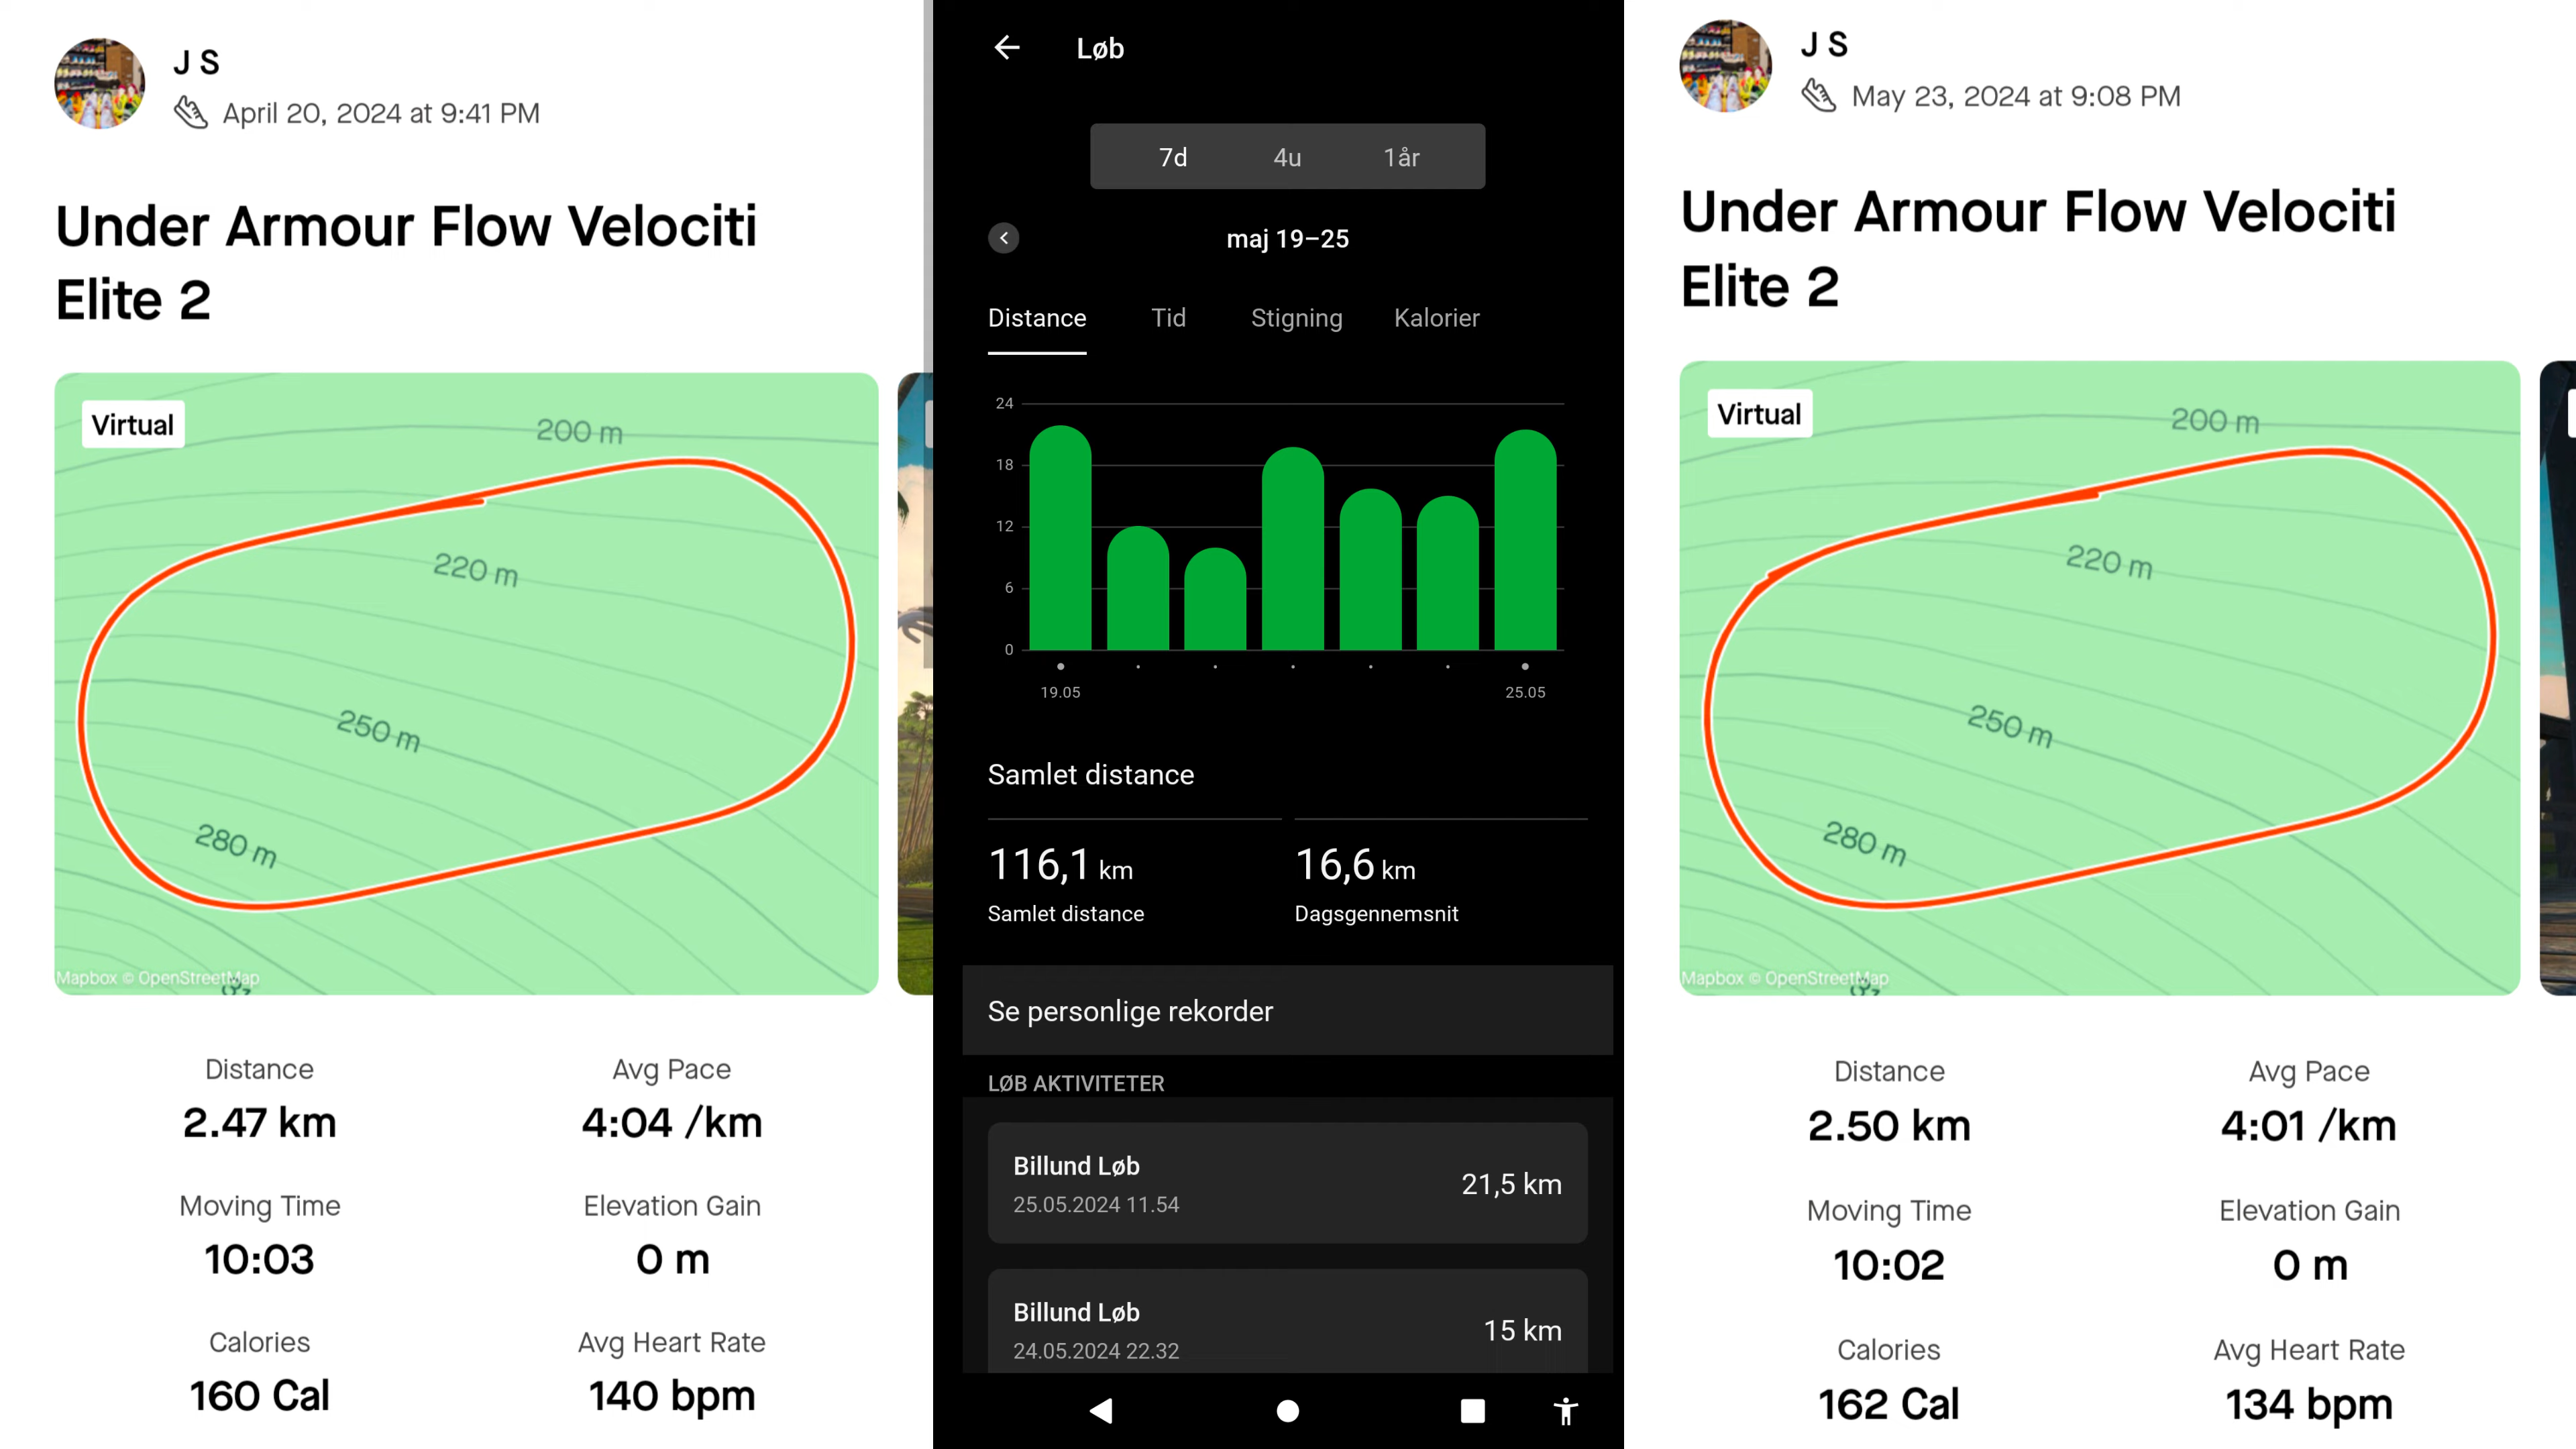 J S
April 20, 2024 at 9:41 PM
Under Armour Flow Velociti
Elite 2
Virtual
200 m
220 m
250 m
280 m
Mapbox © OpenStreetMap
Distance
Avg Pace
2.47 km
4:04 /km
Moving Time
Elevation Gain
10:03
0 m
Calories
Avg Heart Rate
160 Cal
140 bpm
Løb
7d
4u
1år
maj 19–25
Distance
Tid
Stigning
Kalorier
24
18
12
6
0
19.05
25.05
Samlet distance
116,1 km
16,6 km
Samlet distance
Dagsgennemsnit
Se personlige rekorder
LØB AKTIVITETER
Billund Løb
21,5 km
25.05.2024 11.54
Billund Løb
15 km
24.05.2024 22.32
J S
May 23, 2024 at 9:08 PM
Under Armour Flow Velociti
Elite 2
Virtual
200 m
220 m
250 m
280 m
Mapbox © OpenStreetMap
Distance
Avg Pace
2.50 km
4:01 /km
Moving Time
Elevation Gain
10:02
0 m
Calories
Avg Heart Rate
162 Cal
134 bpm